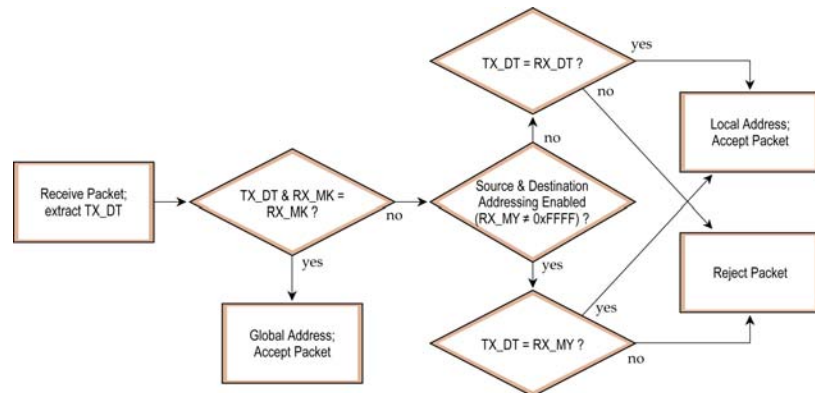 Receive Packet;
extract TX_DT
TX_DT & RX_MK =
RX_MK ?
no
yes
Global Address;
Accept Packet
Source & Destination
Addressing Enabled
(RX_MY ≠ 0xFFFF) ?
no
yes
TX_DT = RX_DT ?
yes
no
TX_DT = RX_MY ?
yes
no
Local Address;
Accept Packet
Reject Packet